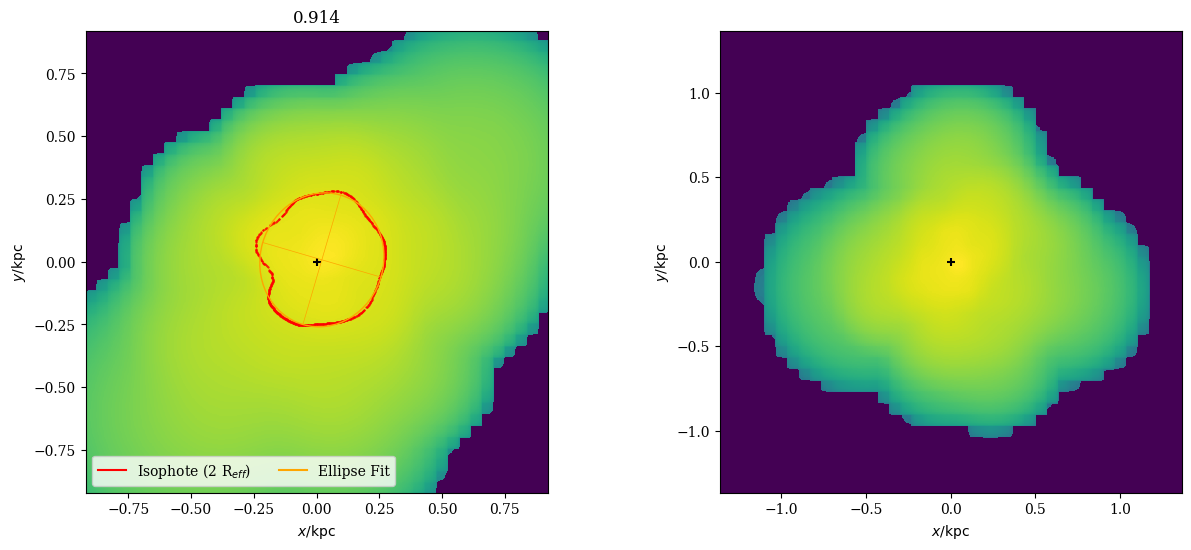 0.914
y/kpc
0.75
0.50
0.25
0.00
−0.25
−0.50
−0.75
Isophote (2 R_eff)
Ellipse Fit
−0.75 −0.50 −0.25 0.00 0.25 0.50 0.75
x/kpc
y/kpc
1.0
0.5
0.0
−0.5
−1.0
−1.0 −0.5 0.0 0.5 1.0
x/kpc